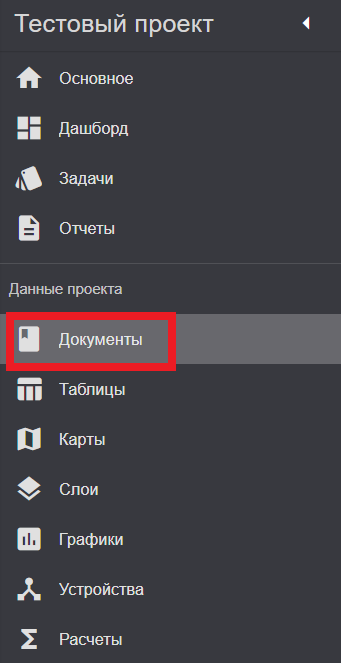 Тестовый проект
Основное
Дашборд
Задачи
Отчеты
Данные проекта
Документы
Таблицы
Карты
Слои
Графики
Устройства
Расчеты